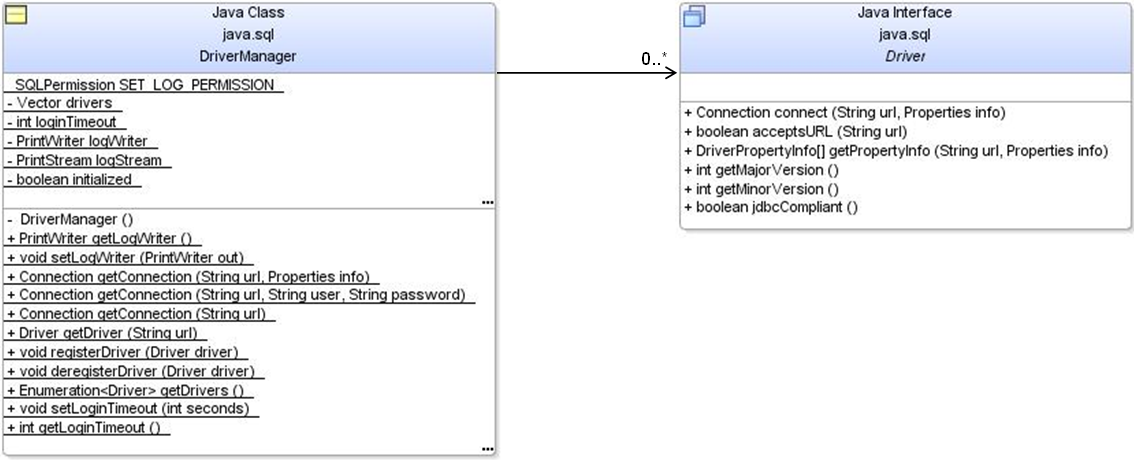 Java Class
java.sql
DriverManager
SQLPermission SET_LOG_PERMISSION
- Vector drivers
- int loginTimeout
- PrintWriter logWriter
- PrintStream logStream
- boolean initialized
...
- DriverManager ()
+ PrintWriter getLogWriter ()
+ void setLogWriter (PrintWriter out)
+ Connection getConnection (String url, Properties info)
+ Connection getConnection (String url, String user, String password)
+ Connection getConnection (String url)
+ Driver getDriver (String url)
+ void registerDriver (Driver driver)
+ void deregisterDriver (Driver driver)
+ Enumeration<Driver> getDrivers ()
+ void setLoginTimeout (int seconds)
+ int getLoginTimeout ()
...
0..*
Java Interface
java.sql
Driver
+ Connection connect (String url, Properties info)
+ boolean acceptsURL (String url)
+ DriverPropertyInfo[] getPropertyInfo (String url, Properties info)
+ int getMajorVersion ()
+ int getMinorVersion ()
+ boolean jdbcCompliant ()